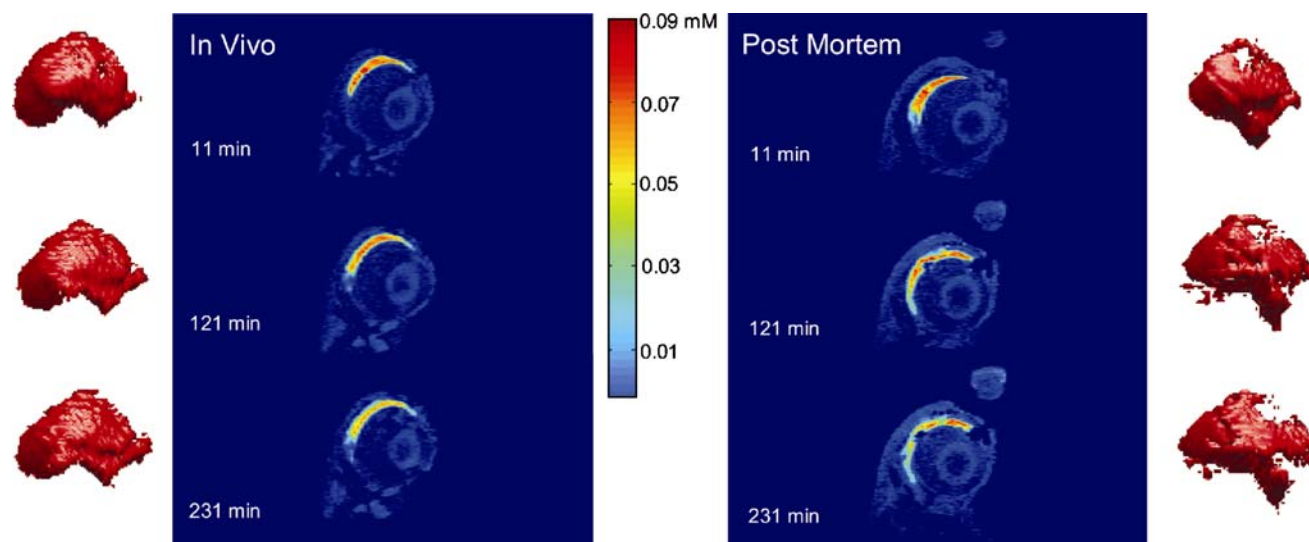 In Vivo
11 min
121 min
231 min
0.09 mM
0.07
0.05
0.03
0.01
Post Mortem
11 min
121 min
231 min